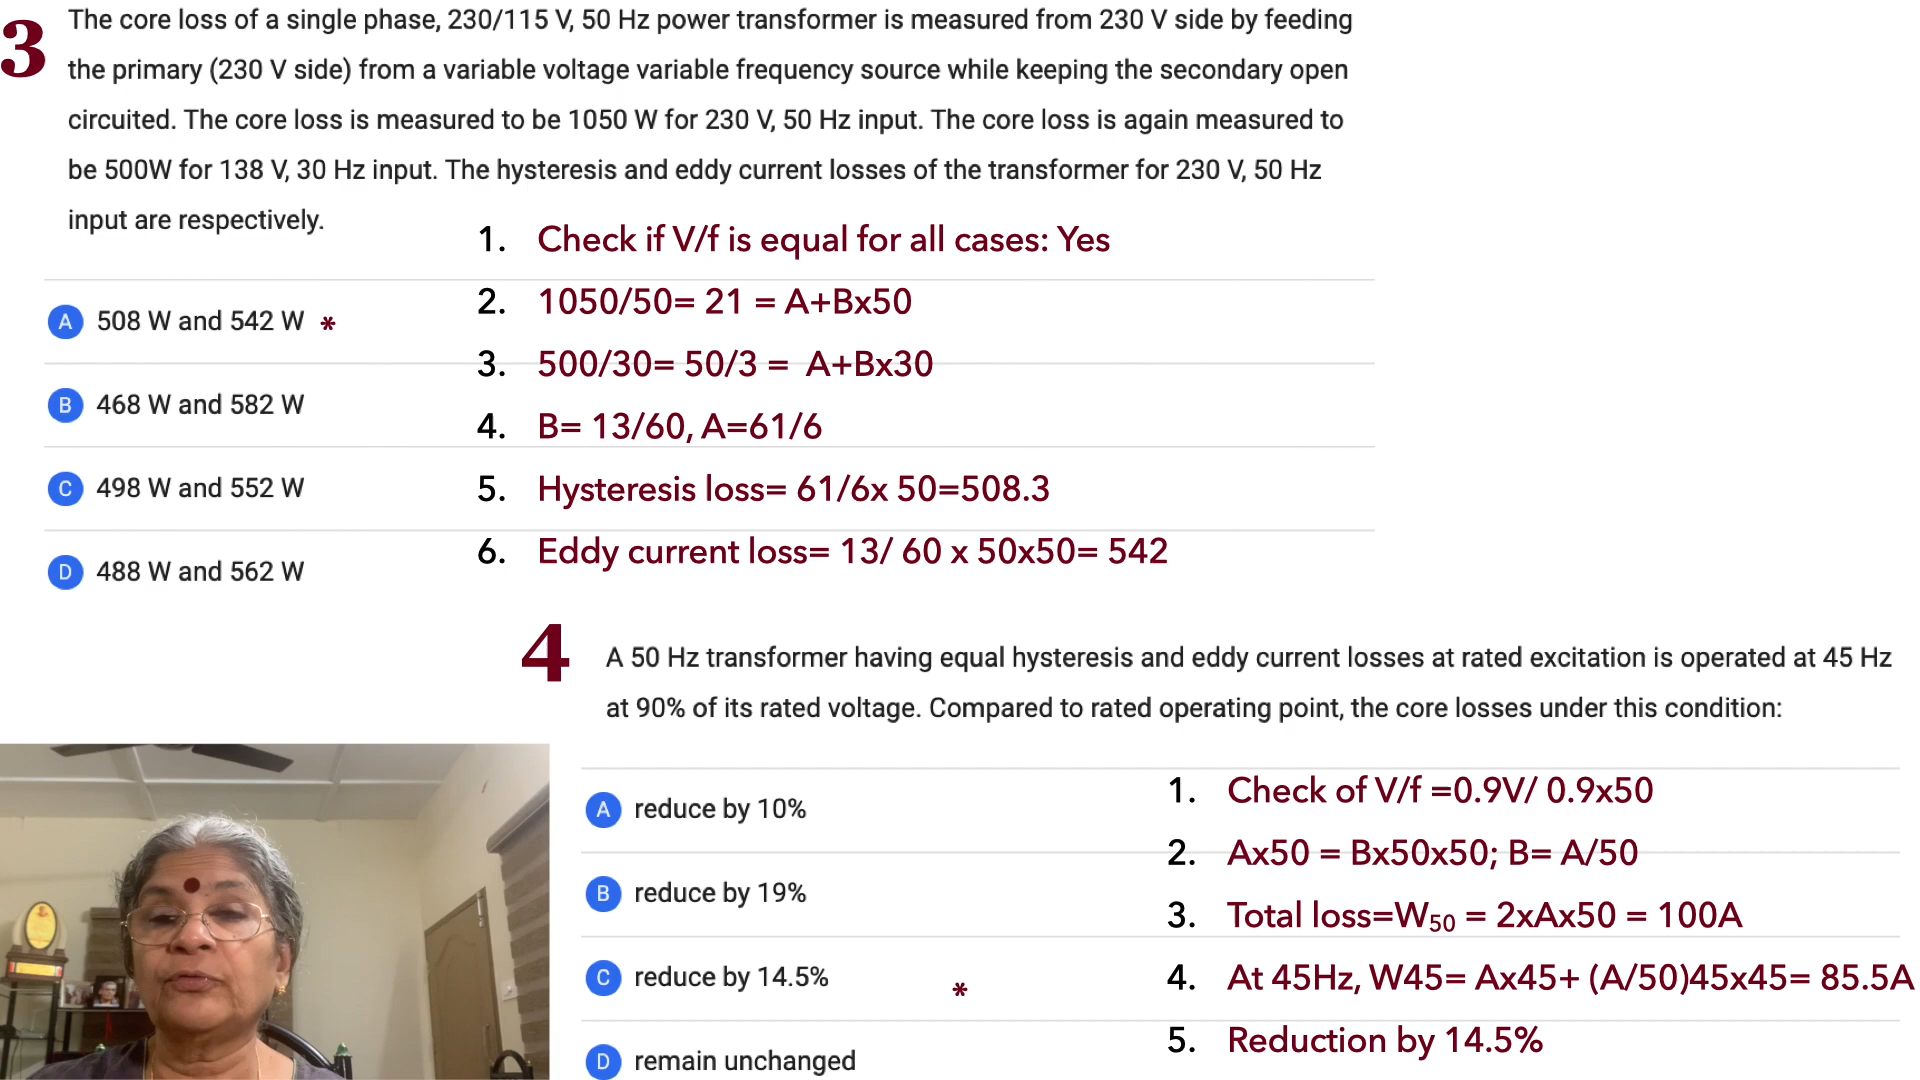 3
The core loss of a single phase, 230/115 V, 50 Hz power transformer is measured from 230 V side by feeding
the primary (230 V side) from a variable voltage variable frequency source while keeping the secondary open
circuited. The core loss is measured to be 1050 W for 230 V, 50 Hz input. The core loss is again measured to
be 500W for 138 V, 30 Hz input. The hysteresis and eddy current losses of the transformer for 230 V, 50 Hz
input are respectively.
A 508 W and 542 W *
B 468 W and 582 W
C 498 W and 552 W
D 488 W and 562 W
1. Check if V/f is equal for all cases: Yes
2. 1050/50= 21 = A+Bx50
3. 500/30= 50/3 = A+Bx30
4. B= 13/60, A=61/6
5. Hysteresis loss= 61/6x 50=508.3
6. Eddy current loss= 13/ 60 x 50x50= 542
4
A 50 Hz transformer having equal hysteresis and eddy current losses at rated excitation is operated at 45 Hz
at 90% of its rated voltage. Compared to rated operating point, the core losses under this condition:
A reduce by 10%
B reduce by 19%
C reduce by 14.5% *
D remain unchanged
1. Check of V/f =0.9V/ 0.9x50
2. Ax50 = Bx50x50; B= A/50
3. Total loss=W50 = 2xAx50 = 100A
4. At 45Hz, W45= Ax45+ (A/50)45x45= 85.5A
5. Reduction by 14.5%